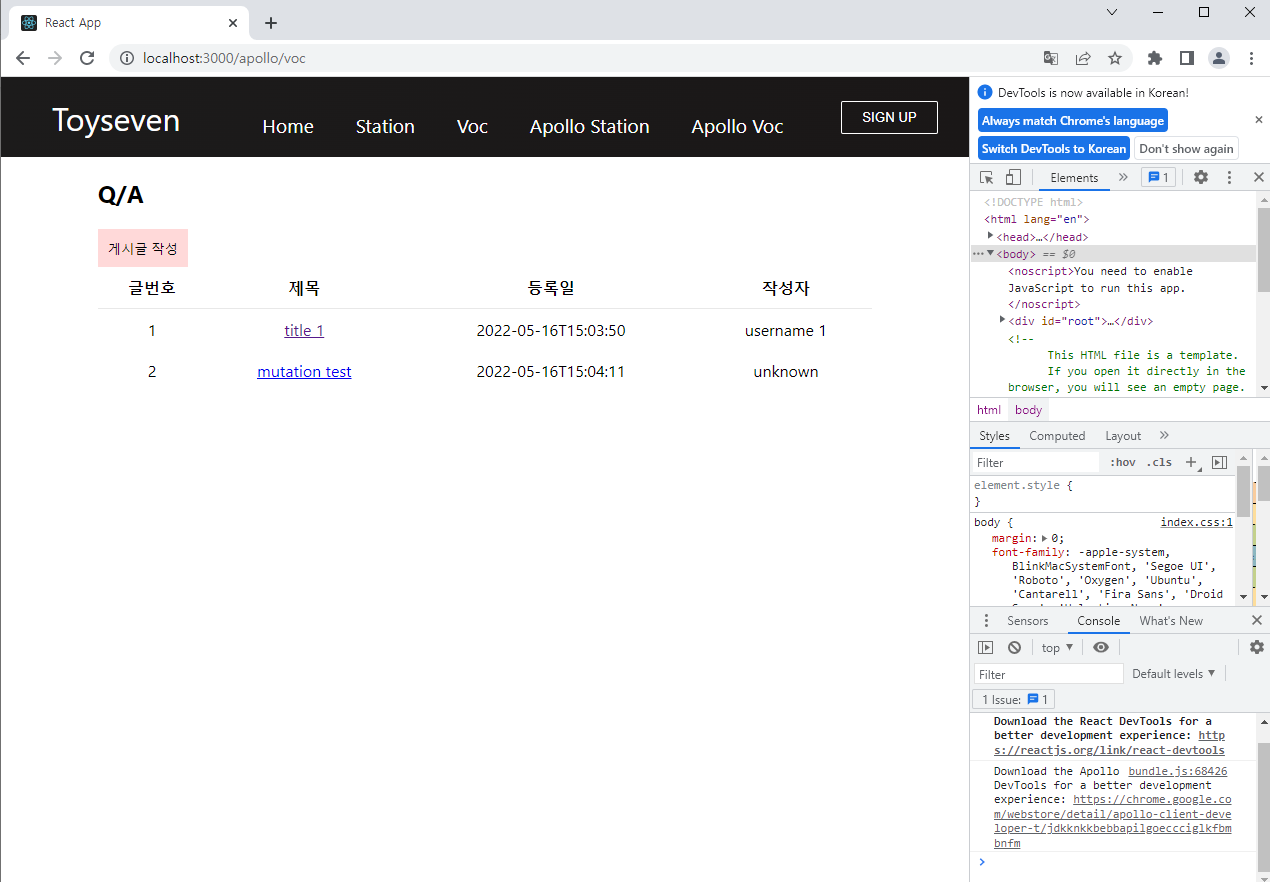 React App
localhost:3000/apollo/voc
Toyseven
Home Station Voc Apollo Station Apollo Voc
SIGN UP
Q/A
게시글 작성
글번호 제목 등록일 작성자
1 title 1 2022-05-16T15:03:50 username 1
2 mutation test 2022-05-16T15:04:11 unknown
DevTools is now available in Korean!
Always match Chrome's language
Switch DevTools to Korean Don't show again
Elements 1
<!DOCTYPE html>
<html lang="en">
<head>…</head>
<body> == $0
<noscript>You need to enable
JavaScript to run this app.
</noscript>
<div id="root">…</div>
<!--
This HTML file is a template.
If you open it directly in the
browser, you will see an empty page.
html body
Styles Computed Layout
Filter :hov .cls
element.style {
}
body { index.css:1
margin: 0;
font-family: -apple-system,
BlinkMacSystemFont, 'Segoe UI',
'Roboto', 'Oxygen', 'Ubuntu',
'Cantarell', 'Fira Sans', 'Droid
Sensors Console What's New
top
Filter Default levels
1 Issue: 1
Download the React DevTools for a
better development experience: http
s://reactjs.org/link/react-devtools
Download the Apollo bundle.js:68426
DevTools for a better development
experience: https://chrome.google.co
m/webstore/detail/apollo-client-deve
loper-t/jdkknkkbebbapilgoeccciglkfbm
bnfm